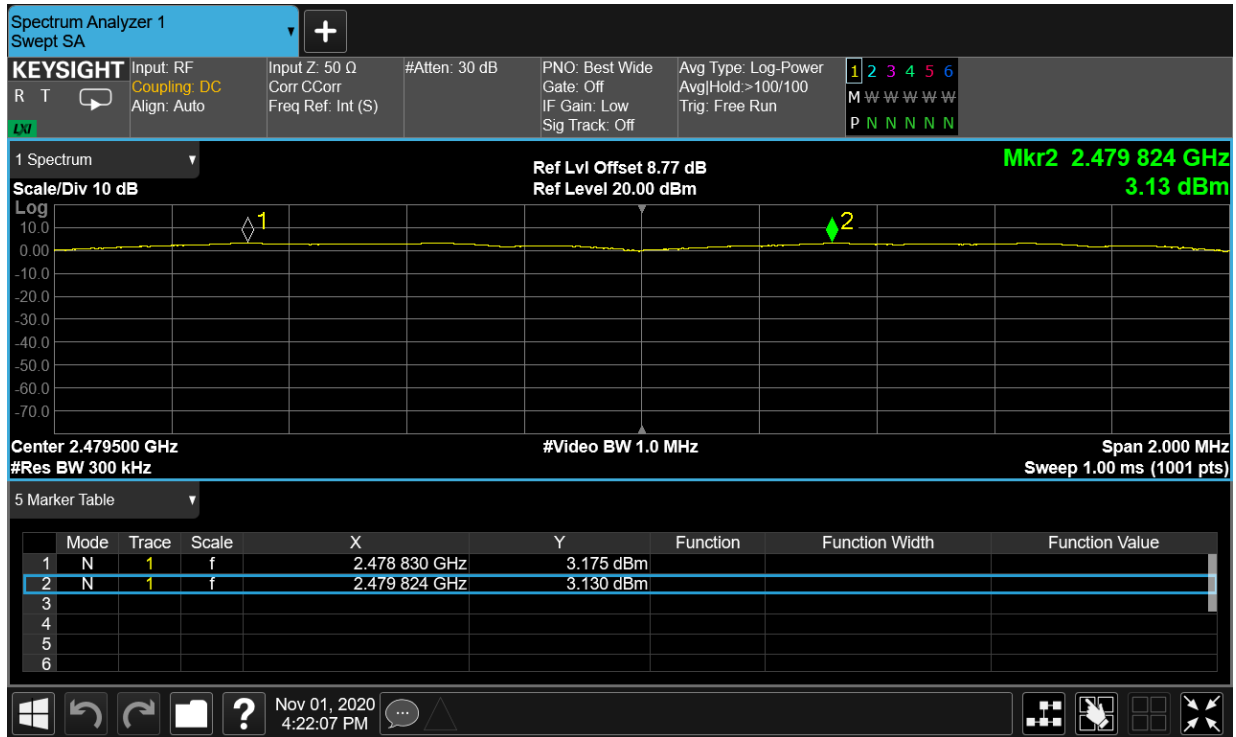 Spectrum Analyzer 1
Swept SA
+
KEYSIGHT Input: RF Input Z: 50 Ω #Atten: 30 dB PNO: Best Wide Avg Type: Log-Power 1 2 3 4 5 6
R T Coupling: DC Corr CCorr Gate: Off Avg|Hold:>100/100 M W W W W W
Align: Auto Freq Ref: Int (S) IF Gain: Low Trig: Free Run
LXI Sig Track: Off P N N N N N
1 Spectrum Ref Lvl Offset 8.77 dB Mkr2 2.479 824 GHz
Scale/Div 10 dB Ref Level 20.00 dBm 3.13 dBm
Log
10.0 1 2
0.00
-10.0
-20.0
-30.0
-40.0
-50.0
-60.0
-70.0
Center 2.479500 GHz #Video BW 1.0 MHz Span 2.000 MHz
#Res BW 300 kHz Sweep 1.00 ms (1001 pts)
5 Marker Table
Mode Trace Scale X Y Function Function Width Function Value
1 N 1 f 2.478 830 GHz 3.175 dBm
2 N 1 f 2.479 824 GHz 3.130 dBm
3
4
5
6
? Nov 01, 2020
4:22:07 PM